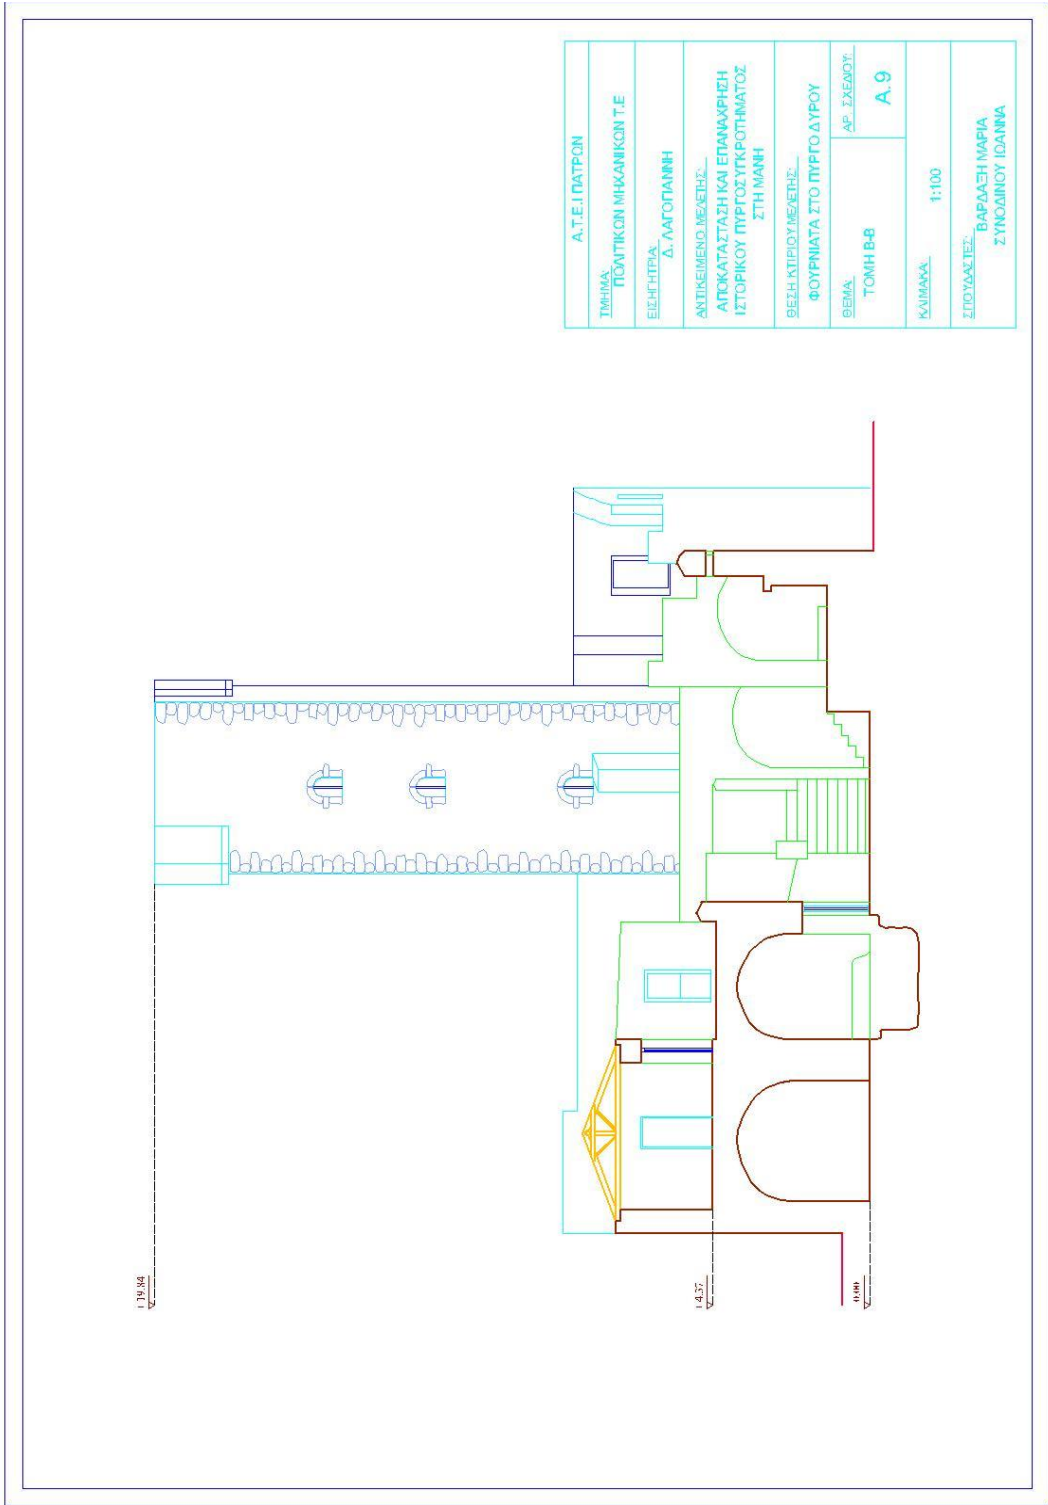 Α.Τ.Ε.Ι ΠΑΤΡΩΝ
ΤΜΗΜΑ:
ΠΟΛΙΤΙΚΩΝ ΜΗΧΑΝΙΚΩΝ Τ.Ε
ΕΙΣΗΓΗΤΡΙΑ:
Δ. ΛΑΓΟΓΙΑΝΝΗ
ΑΝΤΙΚΕΙΜΕΝΟ ΜΕΛΕΤΗΣ:
ΑΠΟΚΑΤΑΣΤΑΣΗ ΚΑΙ ΕΠΑΝΑΧΡΗΣΗ
ΙΣΤΟΡΙΚΟΥ ΠΥΡΓΟΣΥΓΚΡΟΤΗΜΑΤΟΣ
ΣΤΗ ΜΑΝΗ
ΘΕΣΗ ΚΤΙΡΙΟΥ ΜΕΛΕΤΗΣ:
ΦΟΥΡΝΙΑΤΑ ΣΤΟ ΠΥΡΓΟ ΔΥΡΟΥ
ΘΕΜΑ:
ΤΟΜΗ Β-Β
ΑΡ. ΣΧΕΔΙΟΥ:
Α.9
ΚΛΙΜΑΚΑ:
1:100
ΣΠΟΥΔΑΣΤΕΣ:
ΒΑΡΔΑΞΗ ΜΑΡΙΑ
ΣΥΝΟΔΙΝΟΥ ΙΩΑΝΝΑ
+19.84
+4.37
0.00